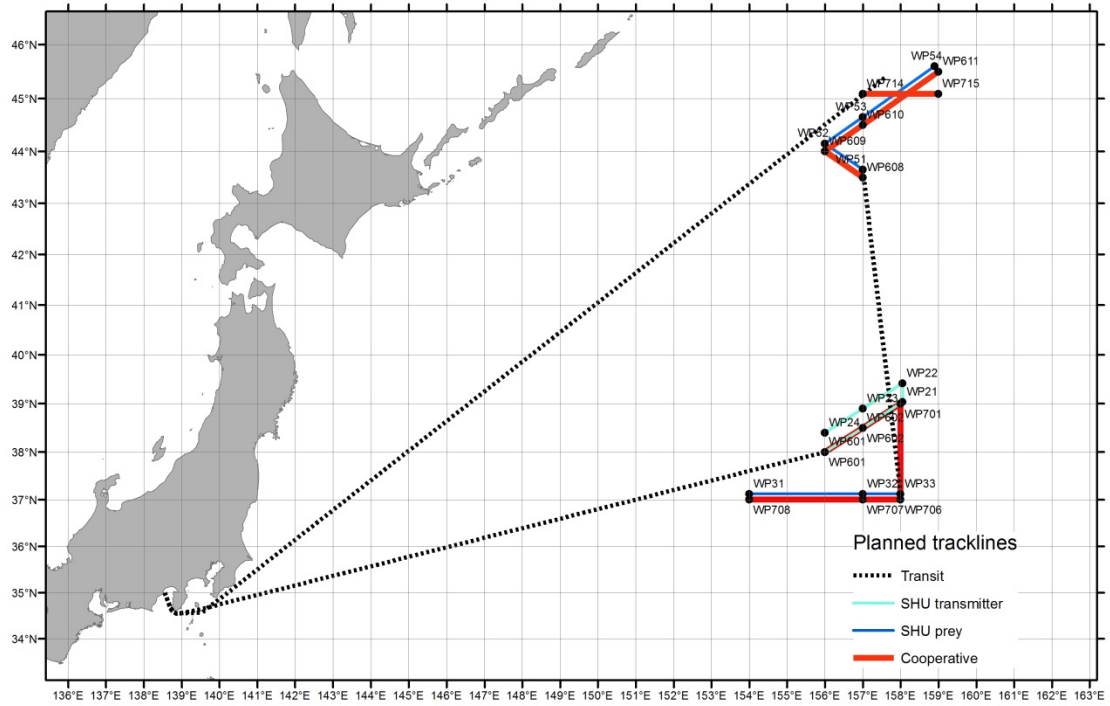 46°N
45°N
44°N
43°N
42°N
41°N
40°N
39°N
38°N
37°N
36°N
35°N
34°N
WP54
WP611
WP714
WP715
WP53
WP610
WP52
WP609
WP51
WP608
WP22
WP23
WP21
WP24
WP602
WP701
WP601
WP602
WP601
WP31
WP32
WP33
WP708
WP707
WP706
Planned tracklines
Transit
SHU transmitter
SHU prey
Cooperative
136°E 137°E 138°E 139°E 140°E 141°E 142°E 143°E 144°E 145°E 146°E 147°E 148°E 149°E 150°E 151°E 152°E 153°E 154°E 155°E 156°E 157°E 158°E 159°E 160°E 161°E 162°E 163°E